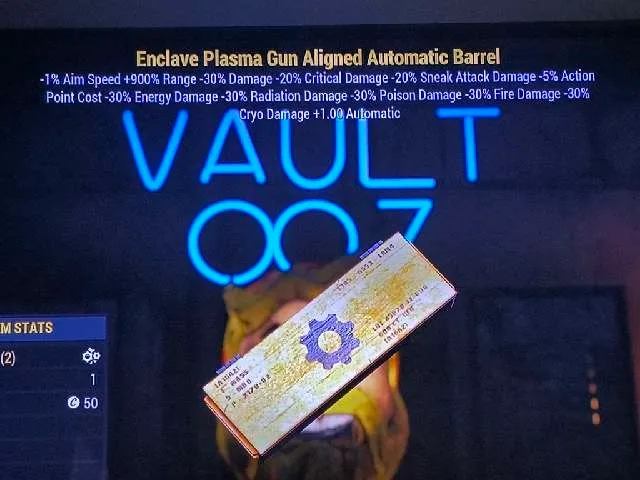 Enclave Plasma Gun Aligned Automatic Barrel
-1% Aim Speed +900% Range -30% Damage -20% Critical Damage -20% Sneak Attack Damage -5% Action
Point Cost -30% Energy Damage -30% Radiation Damage -30% Poison Damage -30% Fire Damage -30%
Cryo Damage +1.00 Automatic
VAULT
007
M STATS
(2)
1
50